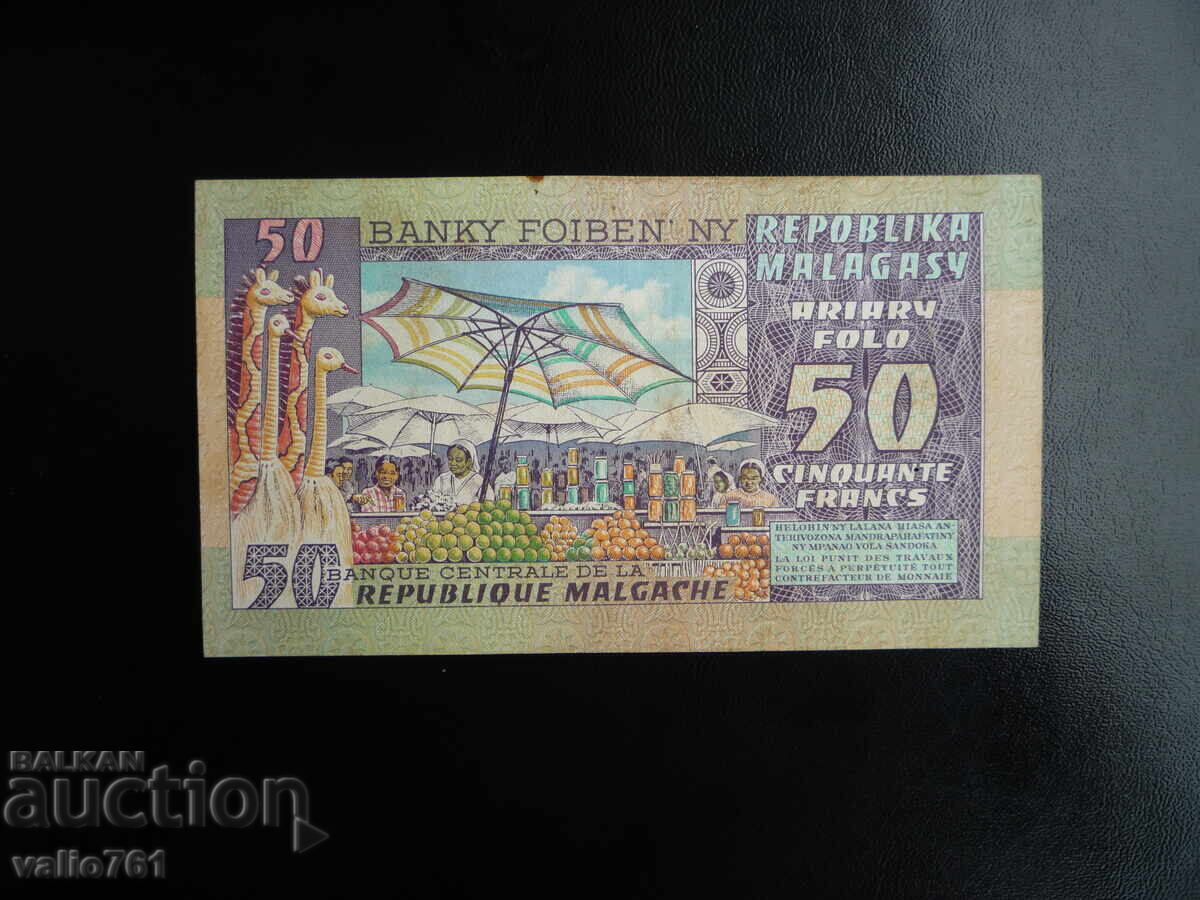 50
BANKY FOIBEN' NY
REPOBLIKA
MALAGASY
ARIARY
FOLO
50
CINQUANTE
FRANCS
HELOHIN'NY LALANA HIASA AN-
TERIVOZONA MANDRAPAHAFATINY
NY MPANAO VOLA SANDOKA
LA LOI PUNIT DES TRAVAUX
FORCÉS A PERPÉTUITÉ TOUT
CONTREFACTEUR DE MONNAIE
50
BANQUE CENTRALE DE LA
REPUBLIQUE MALGACHE
BALKAN
auction
valio761